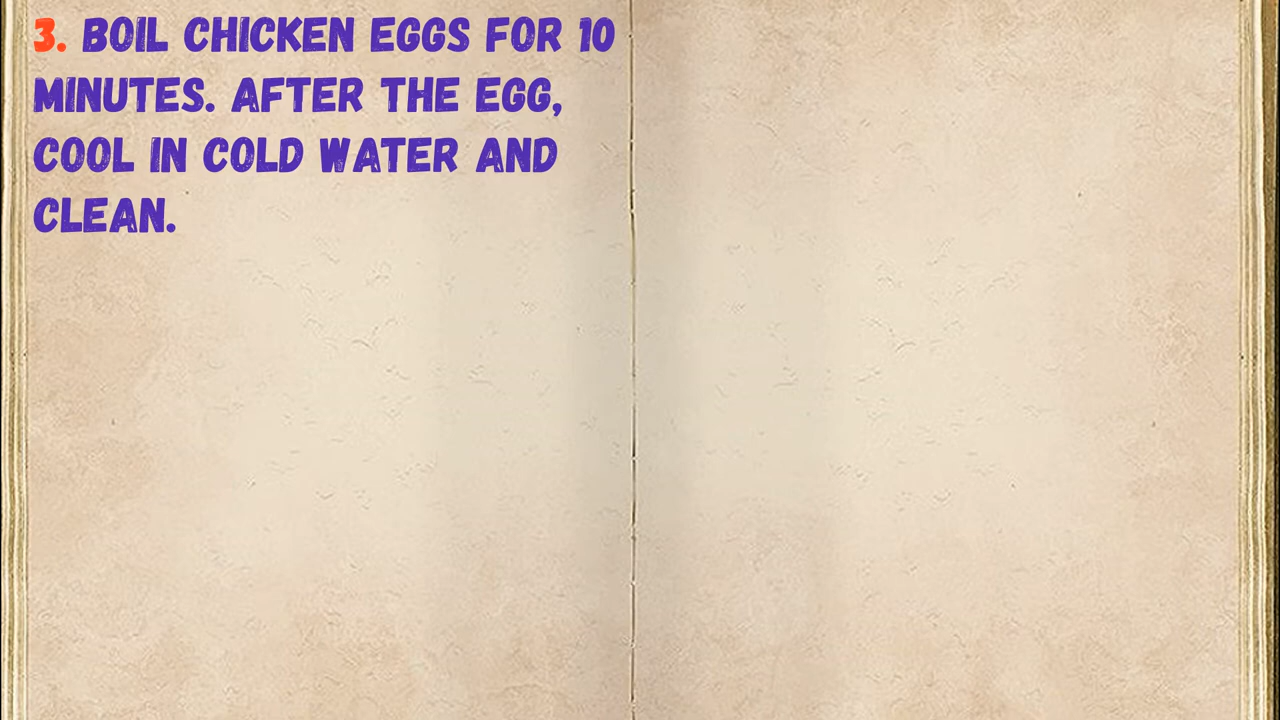 3. BOIL CHICKEN EGGS FOR 10
MINUTES. AFTER THE EGG,
COOL IN COLD WATER AND
CLEAN.